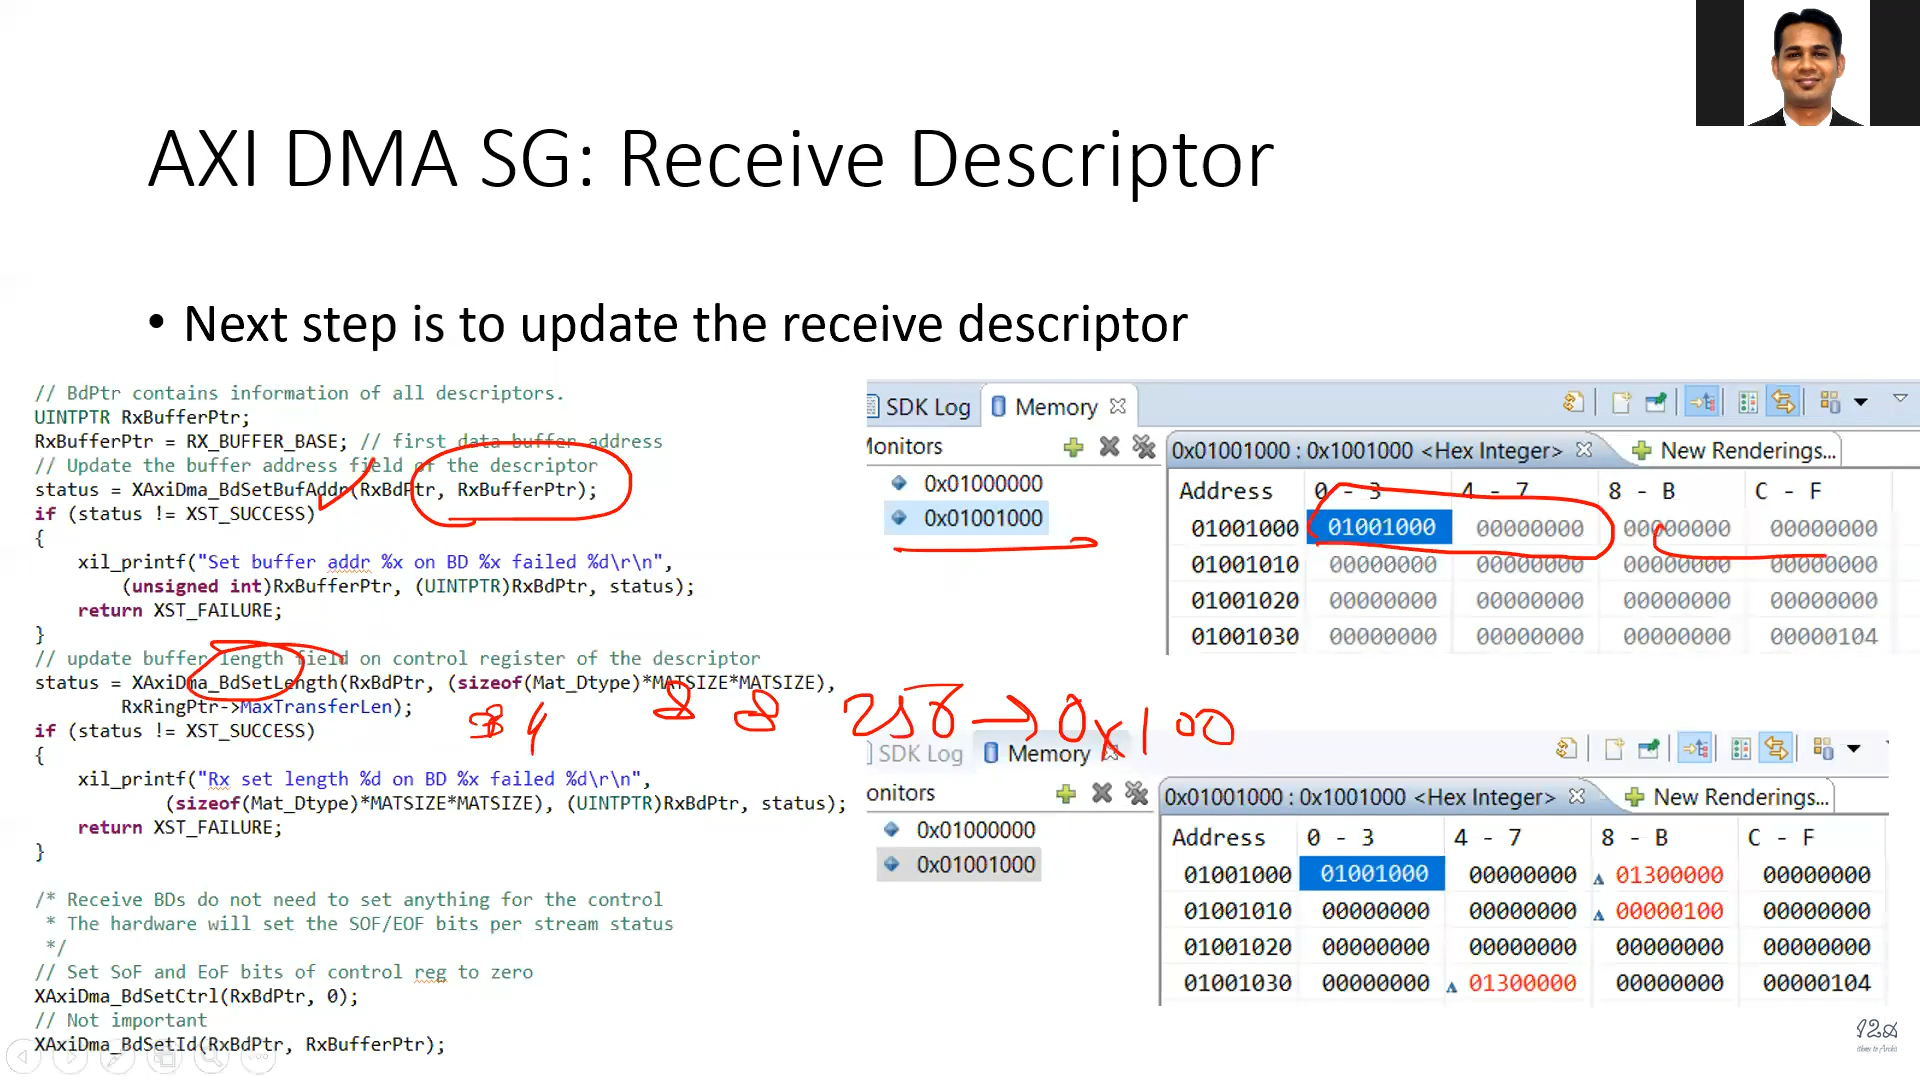 AXI DMA SG: Receive Descriptor
• Next step is to update the receive descriptor
// BdPtr contains information of all descriptors.
UINTPTR RxBufferPtr;
RxBufferPtr = RX_BUFFER_BASE; // first data buffer address
// Update the buffer address field of the descriptor
status = XAxiDma_BdSetBufAddr(RxBdPtr, RxBufferPtr);
if (status != XST_SUCCESS)
{
xil_printf("Set buffer addr %x on BD %x failed %d\r\n",
(unsigned int)RxBufferPtr, (UINTPTR)RxBdPtr, status);
return XST_FAILURE;
}
// update buffer length field on control register of the descriptor
status = XAxiDma_BdSetLength(RxBdPtr, (sizeof(Mat_Dtype)*MATSIZE*MATSIZE),
RxRingPtr->MaxTransferLen);
if (status != XST_SUCCESS)
{
xil_printf("Rx set length %d on BD %x failed %d\r\n",
(sizeof(Mat_Dtype)*MATSIZE*MATSIZE), (UINTPTR)RxBdPtr, status);
return XST_FAILURE;
}
/* Receive BDs do not need to set anything for the control
* The hardware will set the SOF/EOF bits per stream status
*/
// Set SoF and EoF bits of control reg to zero
XAxiDma_BdSetCtrl(RxBdPtr, 0);
// Not important
XAxiDma_BdSetId(RxBdPtr, RxBufferPtr);
4 8 8 256 → 0x100
SDK Log Memory
Monitors
0x01000000
0x01001000
0x01001000 : 0x1001000 <Hex Integer> New Renderings...
Address 0 - 3 4 - 7 8 - B C - F
01001000 01001000 00000000 00000000 00000000
01001010 00000000 00000000 00000000 00000000
01001020 00000000 00000000 00000000 00000000
01001030 00000000 00000000 00000000 00000104
SDK Log Memory
onitors
0x01000000
0x01001000
0x01001000 : 0x1001000 <Hex Integer> New Renderings...
Address 0 - 3 4 - 7 8 - B C - F
01001000 01001000 00000000 01300000 00000000
01001010 00000000 00000000 00000100 00000000
01001020 00000000 00000000 00000000 00000000
01001030 00000000 01300000 00000000 00000104